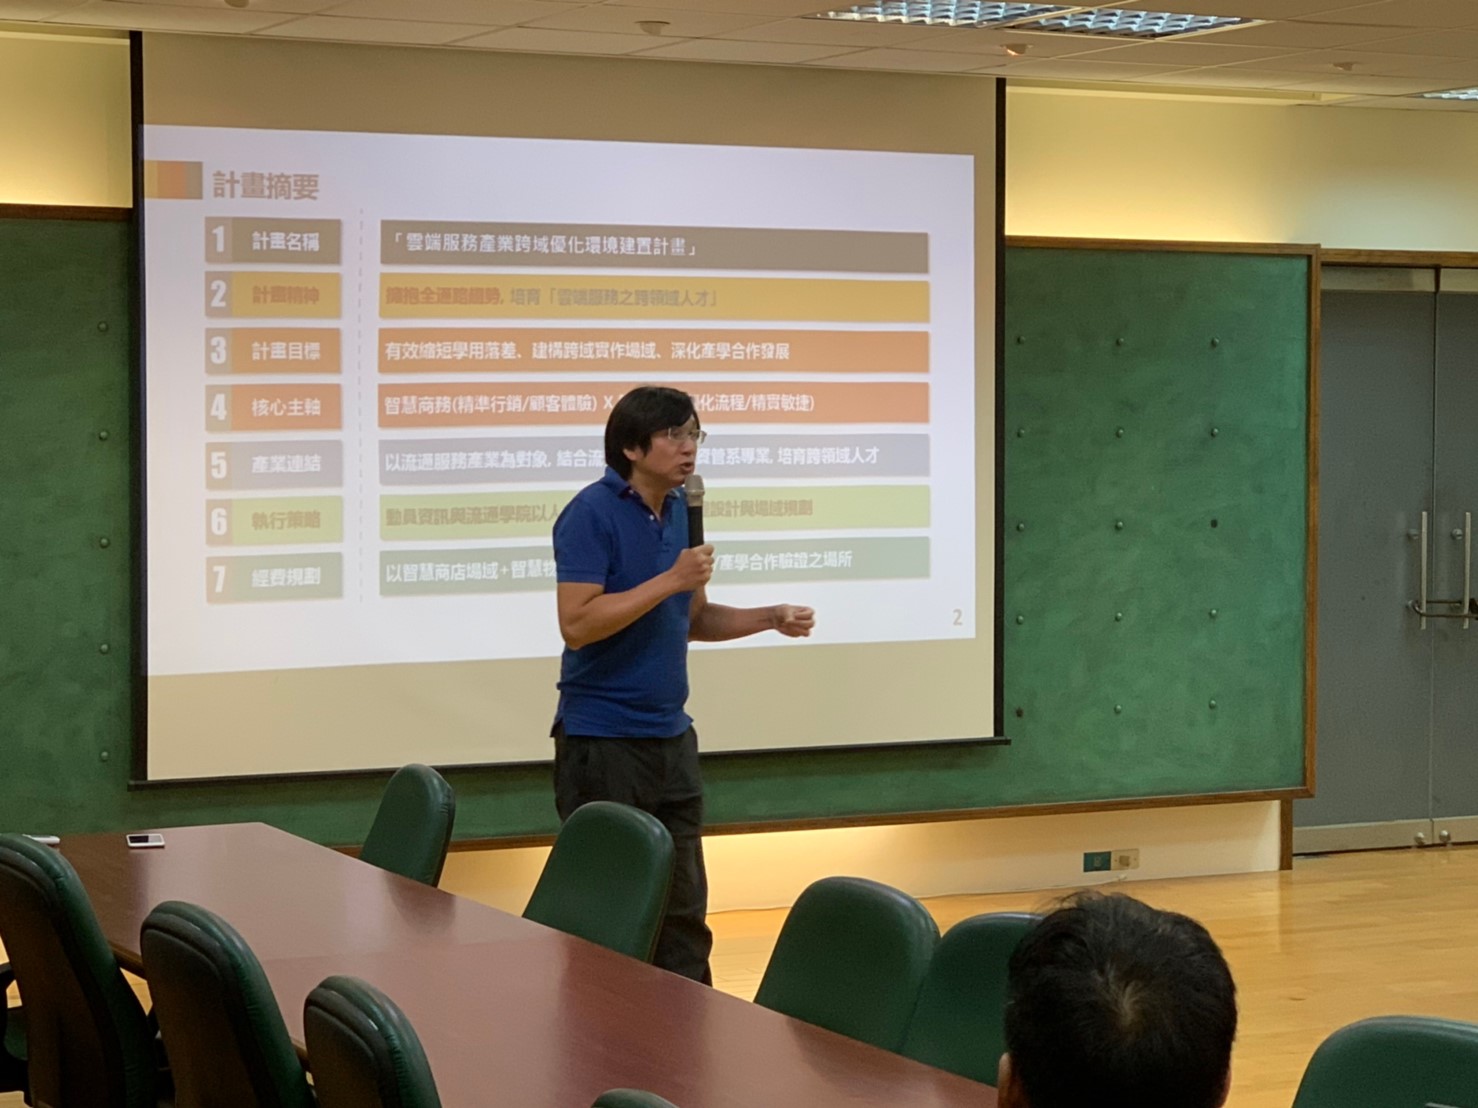 計畫摘要
1 計畫名稱 「雲端服務產業跨域優化環境建置計畫」
2 計畫精神 擁抱全通路趨勢, 培育「雲端服務之跨領域人才」
3 計畫目標 有效縮短學用落差、建構跨域實作場域、深化產學合作發展
4 核心主軸 智慧商務(精準行銷/顧客體驗) X 化流程/精實敏捷)
5 產業連結 以流通服務產業為對象, 結合流 資管系專業, 培育跨領域人才
6 執行策略 動員資訊與流通學院以人 設計與場域規劃
7 經費規劃 以智慧商店場域+智慧 /產學合作驗證之場所
2